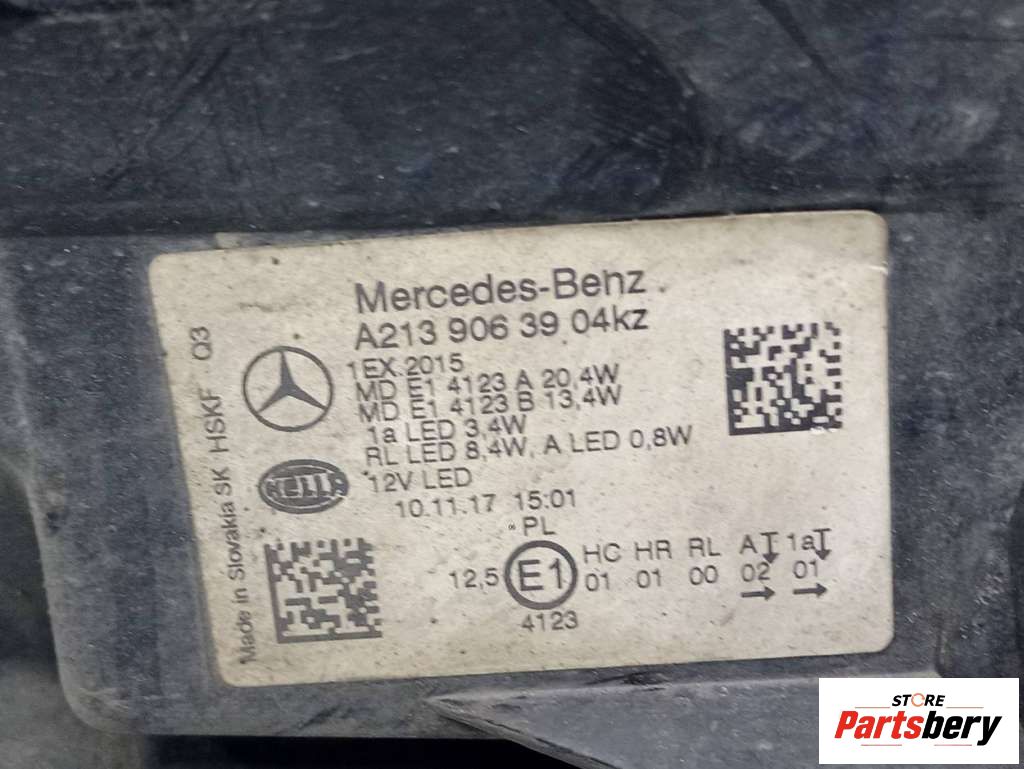 Mercedes-Benz
A213 906 39 04kz
1EX.2015
MD E1 4123 A 20,4W
MD E1 4123 B 13,4W
1a LED 3,4W
RL LED 8,4W, A LED 0,8W
12V LED
10.11.17 15:01
PL
HELLA
Made in Slovakia SK HSKF Q3
12,5 E1 4123
HC HR RL A 1a
01 01 00 02 01
→ →
STORE
Partsbery